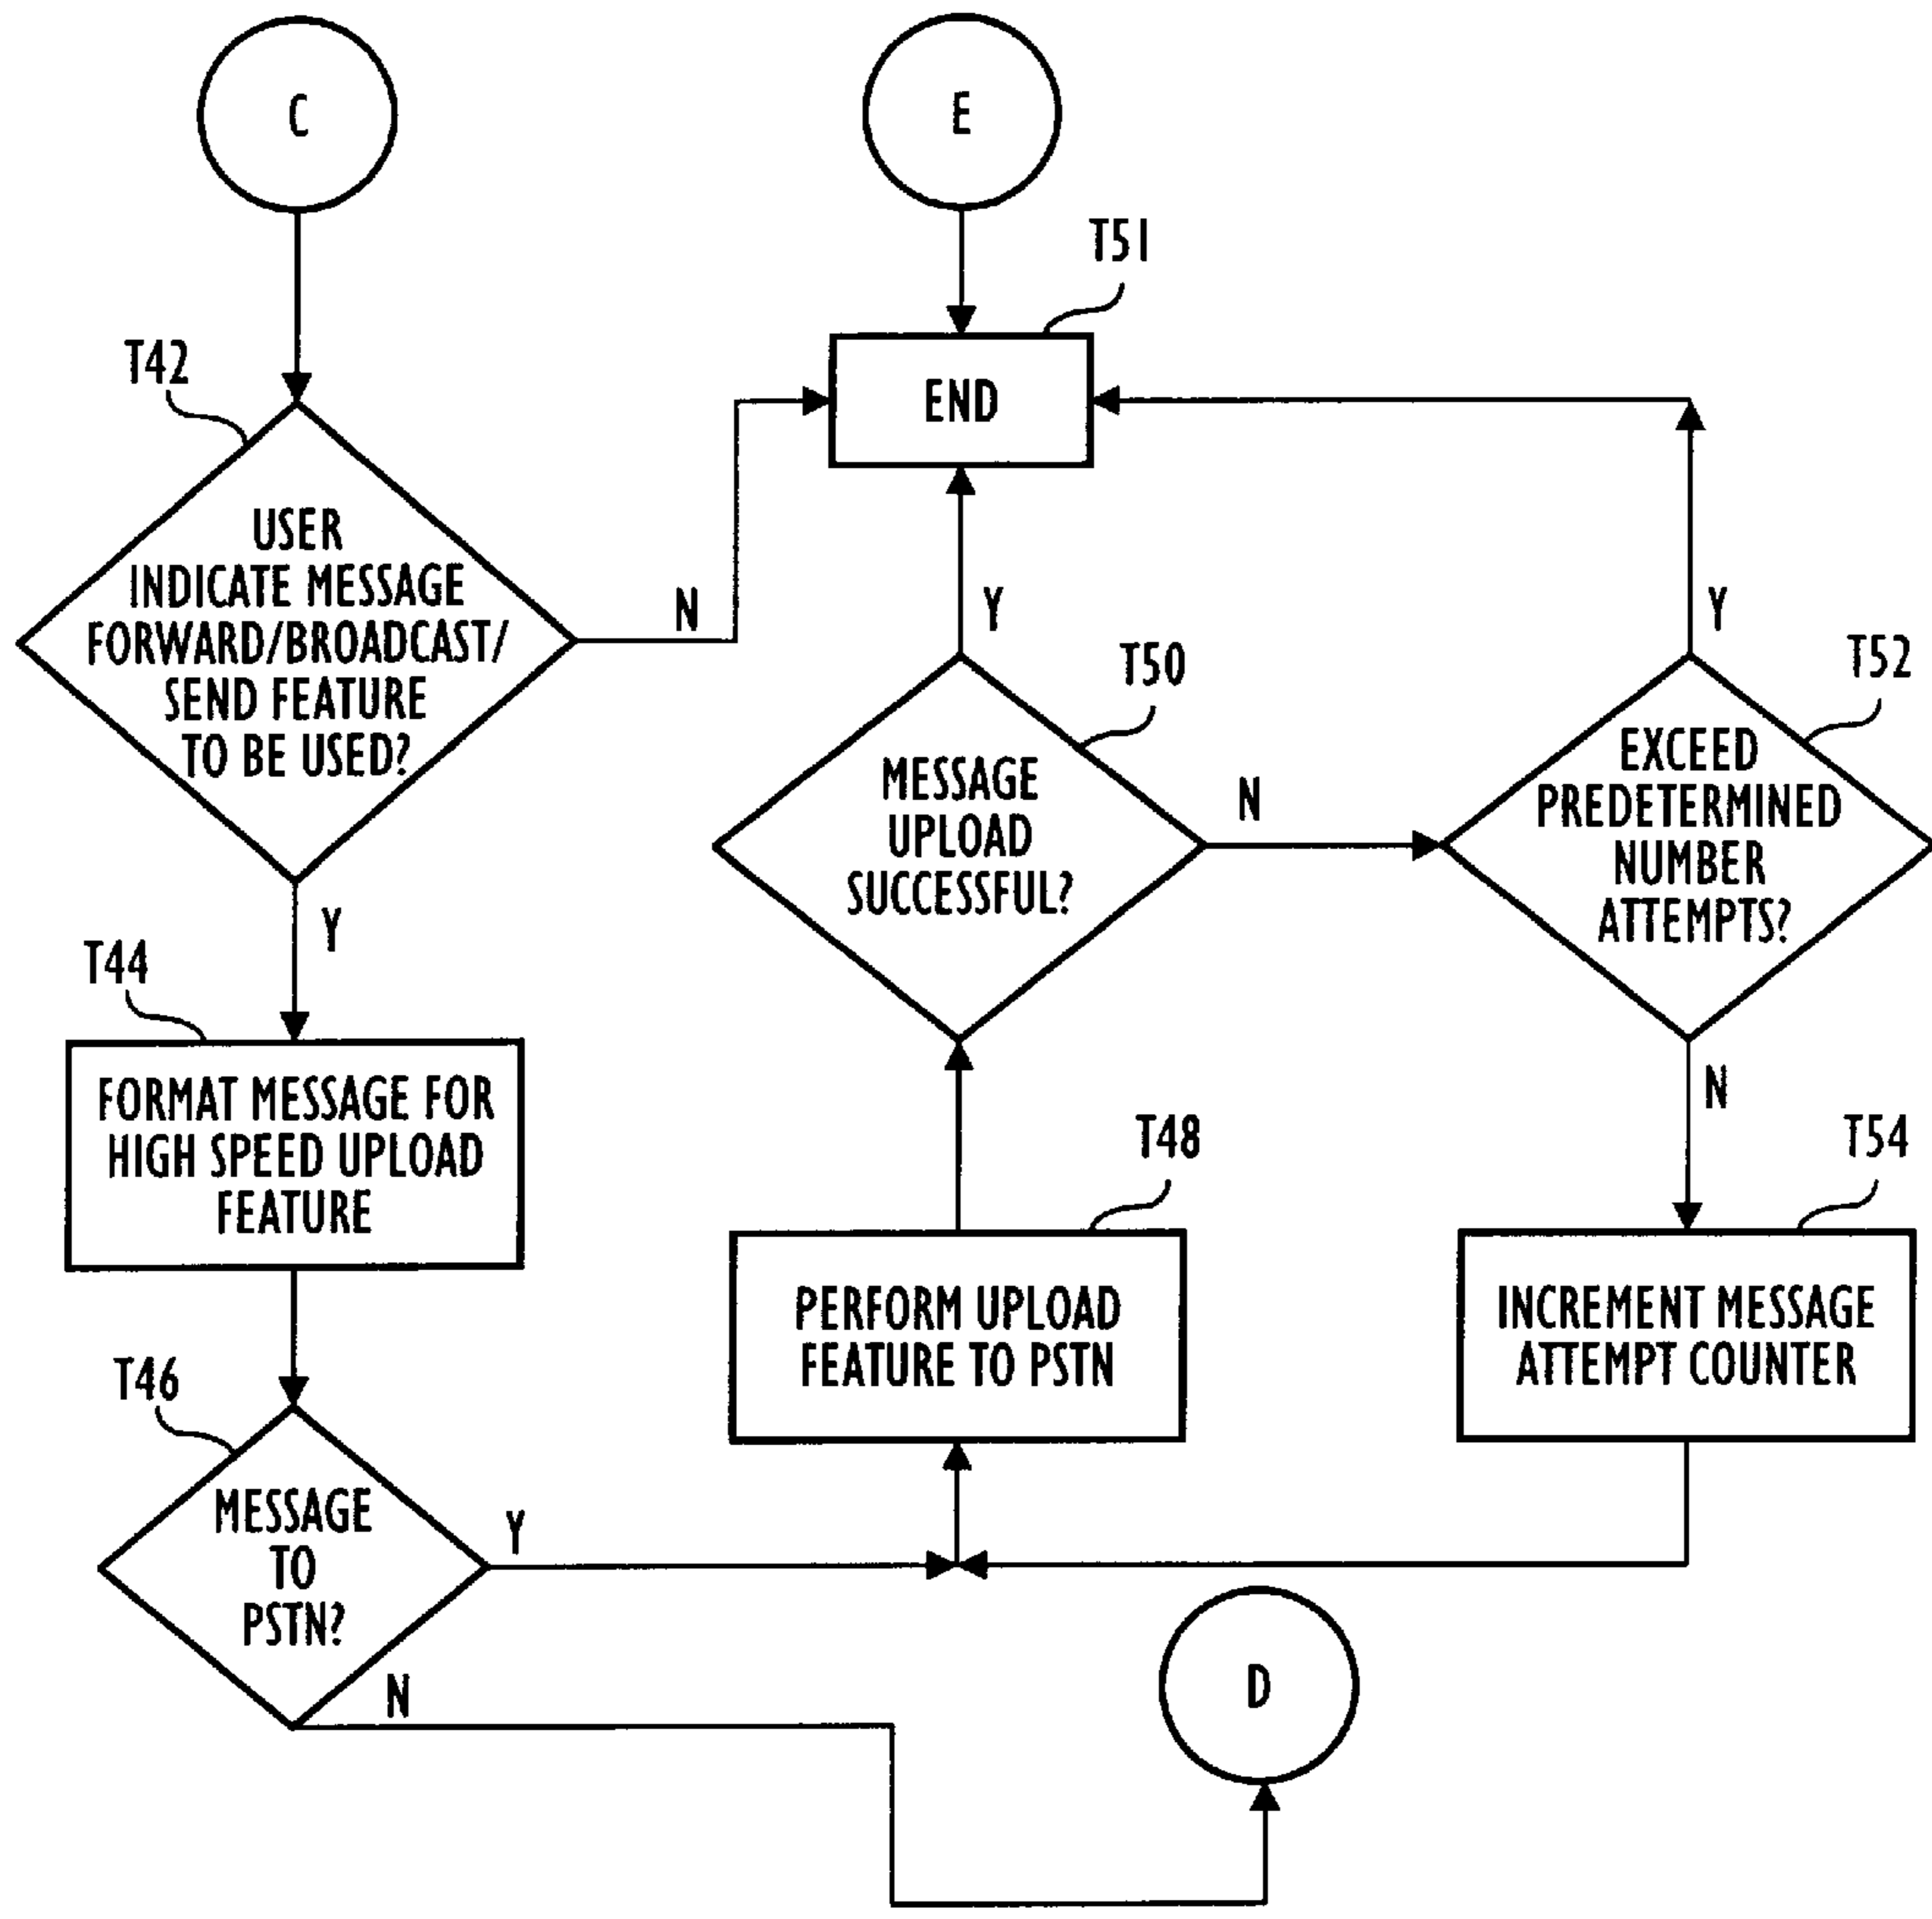 C
E
T51
END
T42
USER
INDICATE MESSAGE
FORWARD/BROADCAST/
SEND FEATURE
TO BE USED?
N
Y
T44
FORMAT MESSAGE FOR
HIGH SPEED UPLOAD
FEATURE
T46
MESSAGE
TO
PSTN?
Y
N
Y
T50
MESSAGE
UPLOAD
SUCCESSFUL?
N
T48
PERFORM UPLOAD
FEATURE TO PSTN
Y
T52
EXCEED
PREDETERMINED
NUMBER
ATTEMPTS?
N
T54
INCREMENT MESSAGE
ATTEMPT COUNTER
D